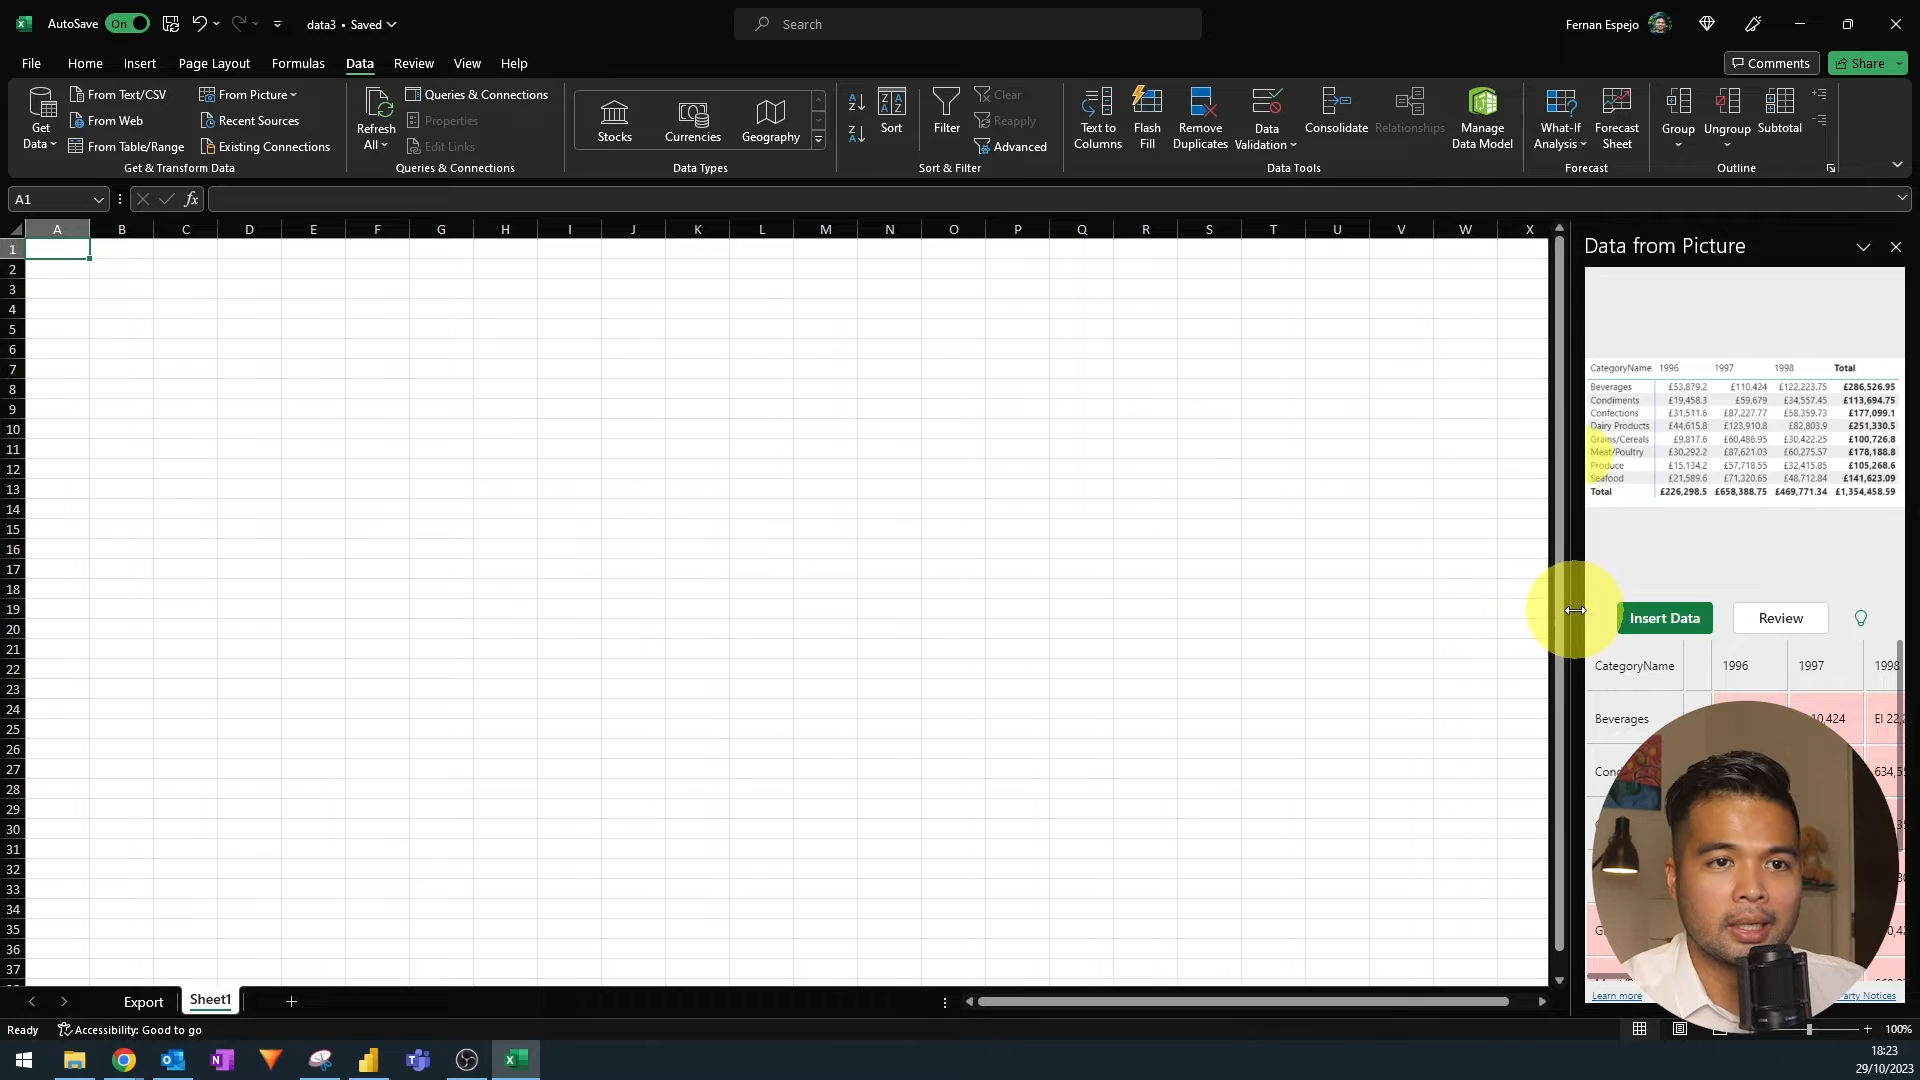 AutoSave On data3 • Saved Search Fernan Espejo
File Home Insert Page Layout Formulas Data Review View Help Comments Share
Get Data
From Text/CSV
From Web
From Table/Range
From Picture
Recent Sources
Existing Connections
Get & Transform Data
Refresh All
Queries & Connections
Properties
Edit Links
Queries & Connections
Stocks Currencies Geography
Data Types
Sort
Filter
Clear
Reapply
Advanced
Sort & Filter
Text to Columns
Flash Fill
Remove Duplicates
Data Validation
Consolidate
Relationships
Manage Data Model
Data Tools
What-If Analysis
Forecast Sheet
Forecast
Group
Ungroup
Subtotal
Outline
A1 fx
A B C D E F G H I J K L M N O P Q R S T U V W X
1
2
3
4
5
6
7
8
9
10
11
12
13
14
15
16
17
18
19
20
21
22
23
24
25
26
27
28
29
30
31
32
33
34
35
36
37
Data from Picture
CategoryName 1996 1997 1998 Total
Beverages £53,879.2 £110,424 £122,223.75 £286,526.95
Condiments £19,458.3 £59,679 £34,557.45 £113,694.75
Confections £31,511.6 £87,227.77 £58,359.73 £177,099.1
Dairy Products £44,615.8 £123,910.8 £82,803.9 £251,330.5
Grains/Cereals £9,817.6 £60,486.95 £30,422.25 £100,726.8
Meat/Poultry £30,292.2 £87,621.03 £60,275.57 £178,188.8
Produce £15,134.2 £57,718.55 £32,415.85 £105,268.6
Seafood £21,589.6 £71,320.65 £48,712.84 £141,623.09
Total £226,298.5 £658,388.75 £469,771.34 £1,354,458.59
Insert Data Review
CategoryName 1996 1997 1998
Beverages 10,424 El 22,2
Con 634,5
Learn more Party Notices
Export Sheet1
Ready Accessibility: Good to go 100%
18:23
29/10/2023